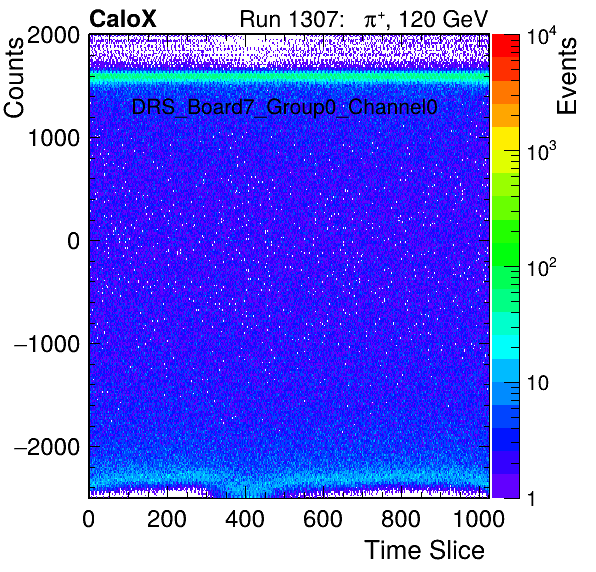 CaloX
Run 1307: π⁺, 120 GeV
Counts
2000
1000
0
−1000
−2000
DRS_Board7_Group0_Channel0
0 200 400 600 800 1000
Time Slice
Events
10⁴
10³
10²
10
1